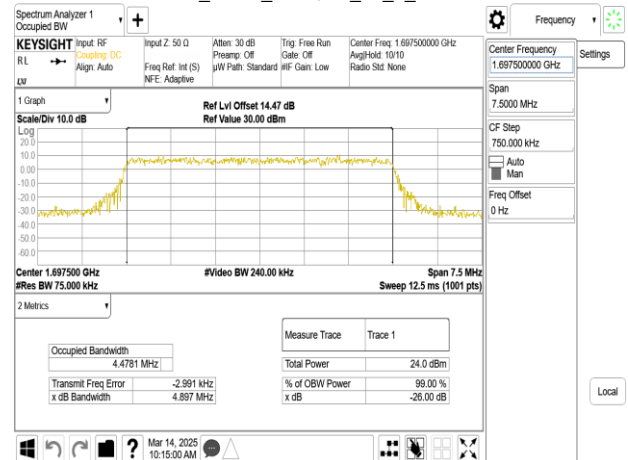 Spectrum Analyzer 1
Occupied BW
Frequency
KEYSIGHT
RL
LXI
Input: RF
Coupling: DC
Align: Auto
Input Z: 50 Ω
Freq Ref: Int (S)
NFE: Adaptive
Atten: 30 dB
Preamp: Off
µW Path: Standard
Trig: Free Run
Gate: Off
#IF Gain: Low
Center Freq: 1.697500000 GHz
Avg|Hold: 10/10
Radio Std: None
Center Frequency
1.697500000 GHz
Settings
Span
7.5000 MHz
CF Step
750.000 kHz
Auto
Man
Freq Offset
0 Hz
Local
1 Graph
Scale/Div 10.0 dB
Ref Lvl Offset 14.47 dB
Ref Value 30.00 dBm
Log
20.0
10.0
0.00
-10.0
-20.0
-30.0
-40.0
-50.0
-60.0
Center 1.697500 GHz
#Res BW 75.000 kHz
#Video BW 240.00 kHz
Span 7.5 MHz
Sweep 12.5 ms (1001 pts)
2 Metrics
Measure Trace Trace 1
Occupied Bandwidth
4.4781 MHz
Total Power 24.0 dBm
Transmit Freq Error -2.991 kHz
% of OBW Power 99.00 %
x dB Bandwidth 4.897 MHz
x dB -26.00 dB
?
Mar 14, 2025
10:15:00 AM